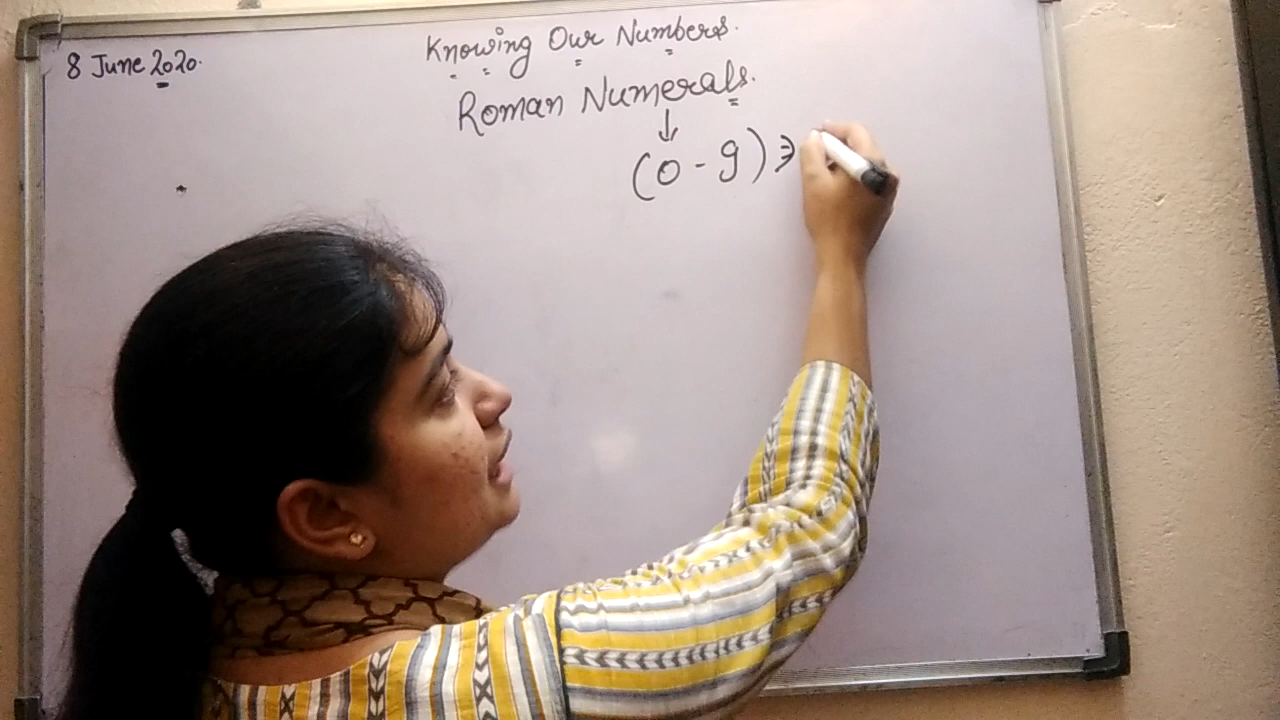 8 June 2020.
Knowing Our Numbers.
Roman Numerals.
↓
(0 - 9) ⇒